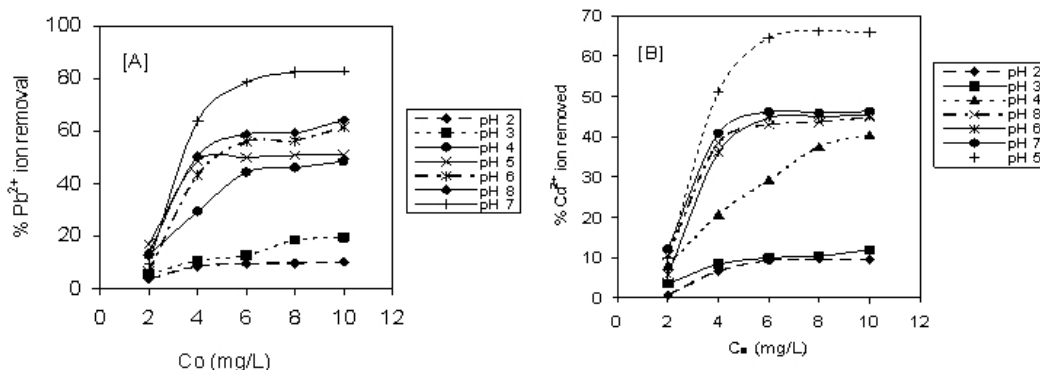 [A]
% Pb2+ ion removal
100
80
60
40
20
0
0 2 4 6 8 10 12
Co (mg/L)
pH 2
pH 3
pH 4
pH 5
pH 6
pH 8
pH 7
[B]
% Cd2+ ion removed
70
60
50
40
30
20
10
0
0 2 4 6 8 10 12
C (mg/L)
pH 2
pH 3
pH 4
pH 8
pH 6
pH 7
pH 5